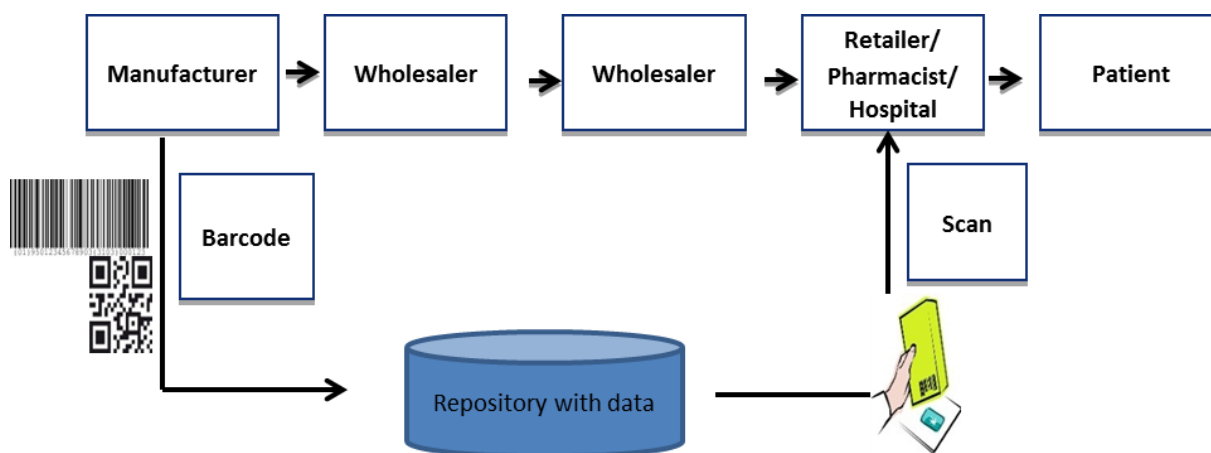 Manufacturer
Wholesaler
Wholesaler
Retailer/
Pharmacist/
Hospital
Patient
Barcode
Scan
Repository with data